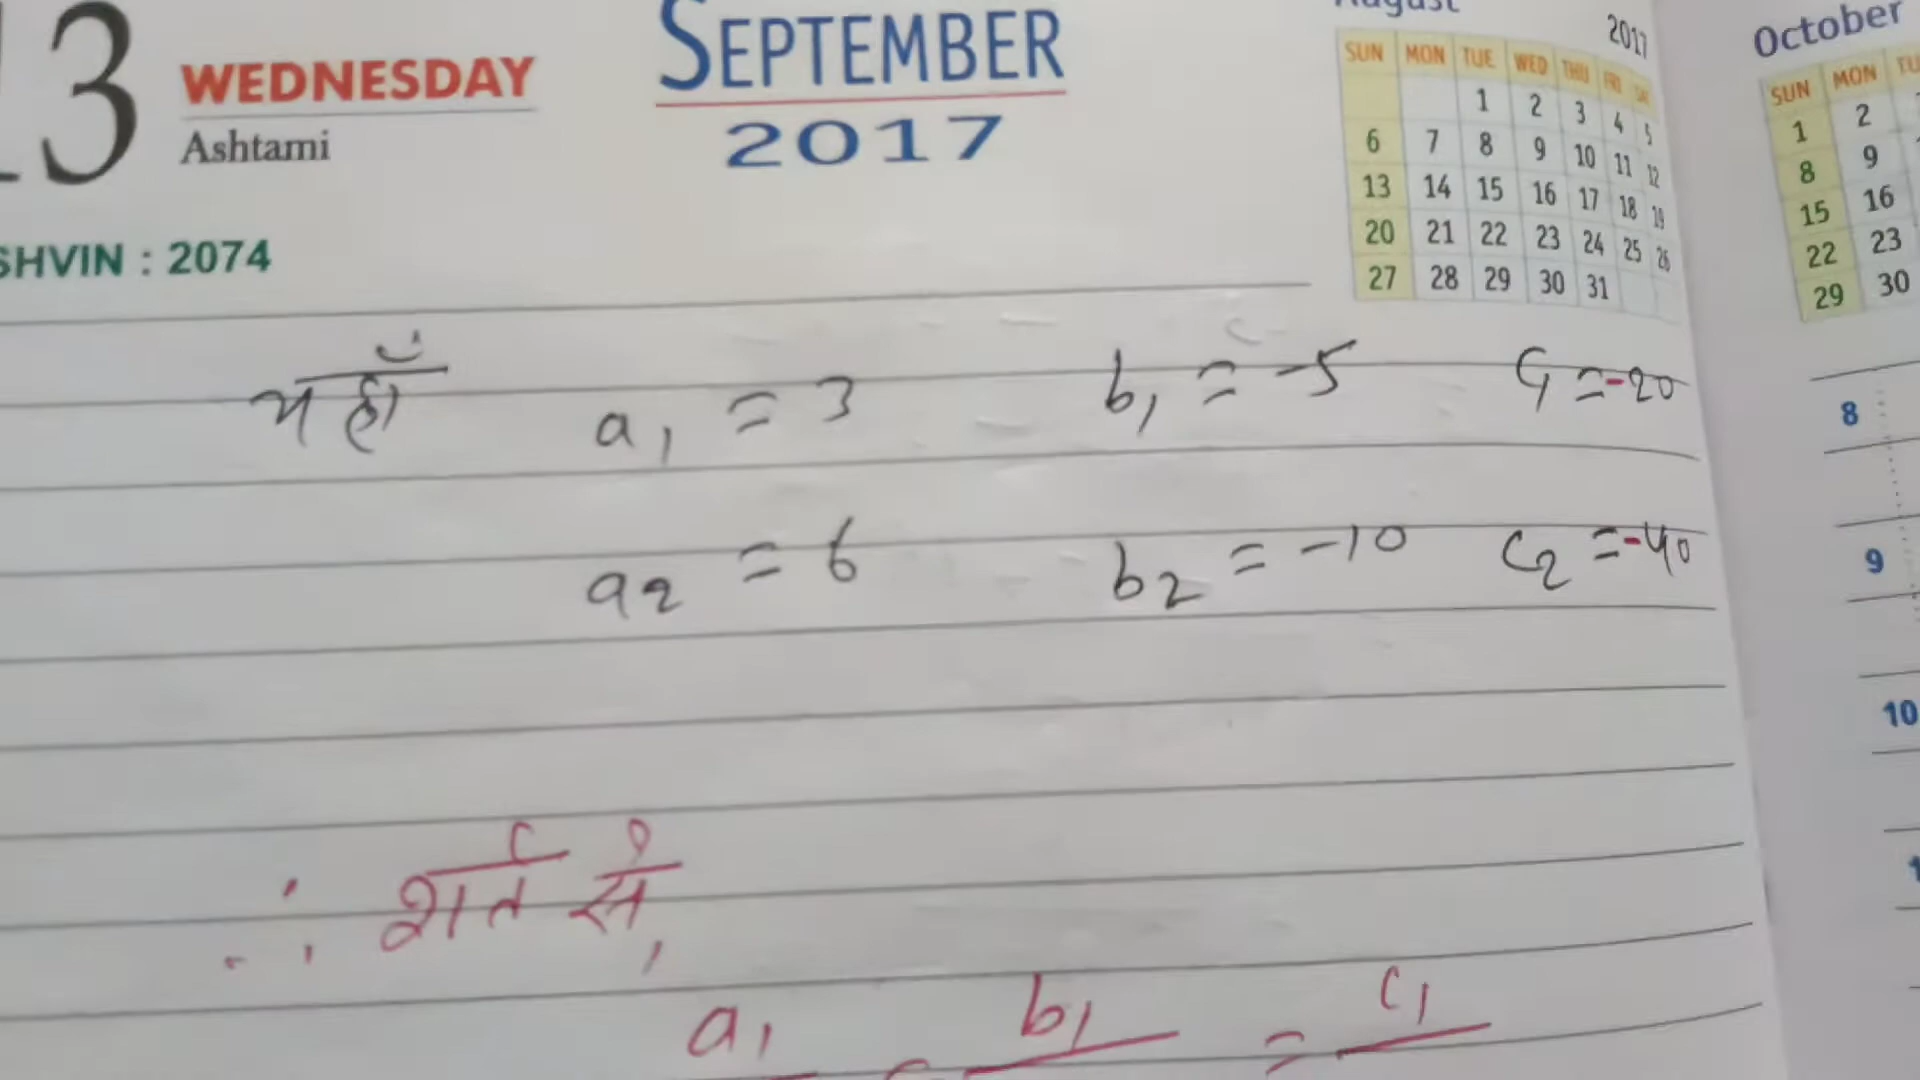 13 WEDNESDAY
Ashtami
SEPTEMBER
2017
SHVIN : 2074
August 2017
SUN MON TUE WED THU FRI SAT
1 2 3 4 5
6 7 8 9 10 11 12
13 14 15 16 17 18 19
20 21 22 23 24 25 26
27 28 29 30 31
October
SUN MON TU
1 2
8 9
15 16
22 23
29 30
यहाँ a₁ = 3 b₁ = -5 C₁ = -20
a₂ = 6 b₂ = -10 C₂ = -40
∴ शर्त से,
a₁ = b₁ = c₁
8
9
10